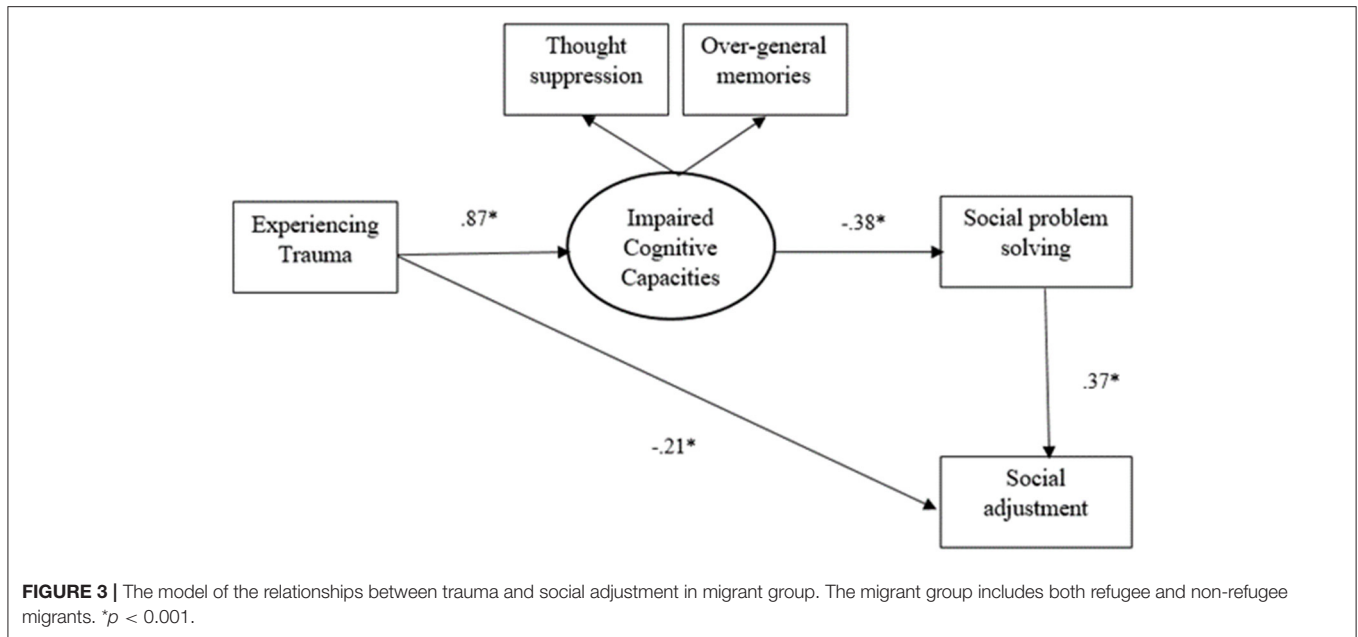 Thought
suppression
Over-general
memories
Experiencing
Trauma
.87*
Impaired
Cognitive
Capacities
-.38*
Social problem
solving
.37*
-.21*
Social
adjustment
FIGURE 3 | The model of the relationships between trauma and social adjustment in migrant group. The migrant group includes both refugee and non-refugee
migrants. *p < 0.001.